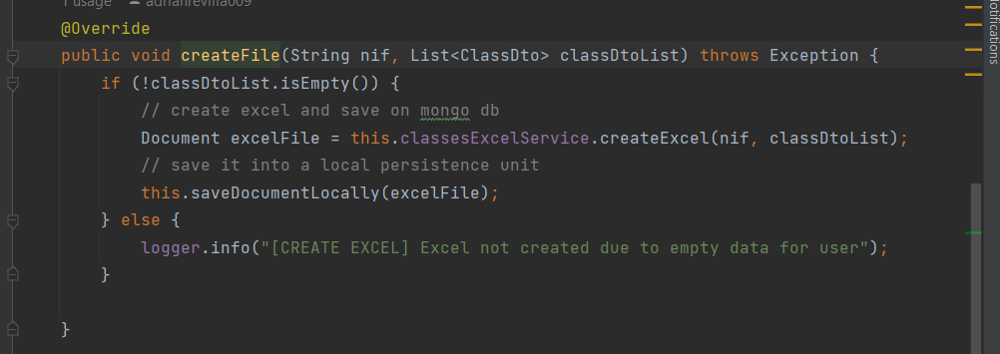 1 usage adrianrevilla009
@Override
public void createFile(String nif, List<ClassDto> classDtoList) throws Exception {
if (!classDtoList.isEmpty()) {
// create excel and save on mongo db
Document excelFile = this.classesExcelService.createExcel(nif, classDtoList);
// save it into a local persistence unit
this.saveDocumentLocally(excelFile);
} else {
logger.info("[CREATE EXCEL] Excel not created due to empty data for user");
}
}
otifications